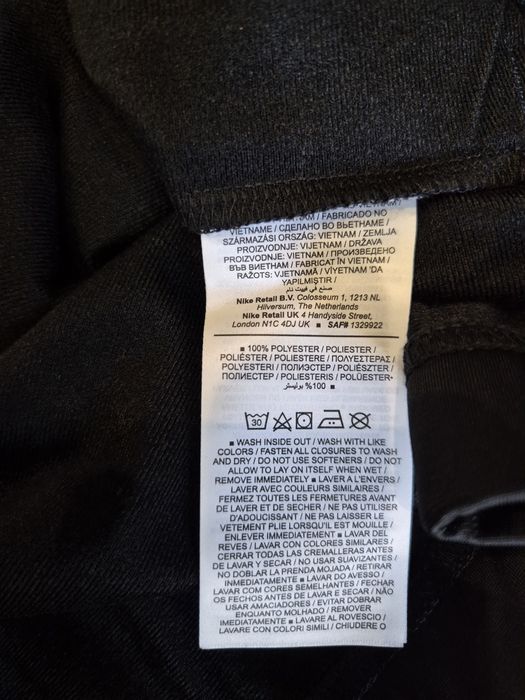 FABRICADO NO
VIETNAME / СДЕЛАНО ВО ВЬЕТНАМЕ /
SZÁRMAZÁSI ORSZÁG: VIETNAM / ZEMLJA
PROIZVODNJE: VIJETNAM / DRŽAVA
PROIZVODNJE: VIETNAM / ПРОИЗВЕДЕНО
ВЪВ ВИЕТНАМ / FABRICAT ÎN VIETNAM /
RAŽOTS: VJETNAMĀ / VİYETNAM 'DA
YAPILMIŞTIR /
صنع في فييت نام
Nike Retail B.V. Colosseum 1, 1213 NL
Hilversum, The Netherlands
Nike Retail UK 4 Handyside Street,
London N1C 4DJ UK ■ SAF# 1329922
■ 100% POLYESTER / POLIESTER /
POLIÉSTER / POLIESTERE / ΠΟΛΥΕΣΤΕΡΑΣ /
POLYESTERI / ПОЛИЭСТЕР / POLIÉSZTER /
ПОЛИЕСТЕР / POLIESTERIS / POLÜESTER
■ 100% بوليستر
30
■ WASH INSIDE OUT / WASH WITH LIKE
COLORS / FASTEN ALL CLOSURES TO WASH
AND DRY / DO NOT USE SOFTENERS / DO NOT
ALLOW TO LAY ON ITSELF WHEN WET /
REMOVE IMMEDIATELY ■ LAVER A L'ENVERS /
LAVER AVEC COULEURS SIMILAIRES /
FERMEZ TOUTES LES FERMETURES AVANT
DE LAVER ET DE SECHER / NE PAS UTILISER
D'ADOUCISSANT / NE PAS LAISSER LE
VETEMENT PLIE LORSQU'IL EST MOUILLE /
ENLEVER IMMEDIATEMENT ■ LAVAR DEL
REVES / LAVAR CON COLORES SIMILARES /
CERRAR TODAS LAS CREMALLERAS ANTES
DE LAVAR Y SECAR / NO USAR SUAVIZANTES /
NO DOBLAR LA PRENDA MOJADA / RETIRAR
INMEDIATAMENTE ■ LAVAR DO AVESSO /
LAVAR COM CORES SEMELHANTES / FECHAR
OS FECHOS ANTES DE LAVAR E SECAR / NÃO
USAR AMACIADORES / EVITAR DOBRAR
ENQUANTO MOLHADO / REMOVER
IMEDIATAMENTE ■ LAVARE AL ROVESCIO /
LAVARE CON COLORI SIMILI / CHIUDERE O